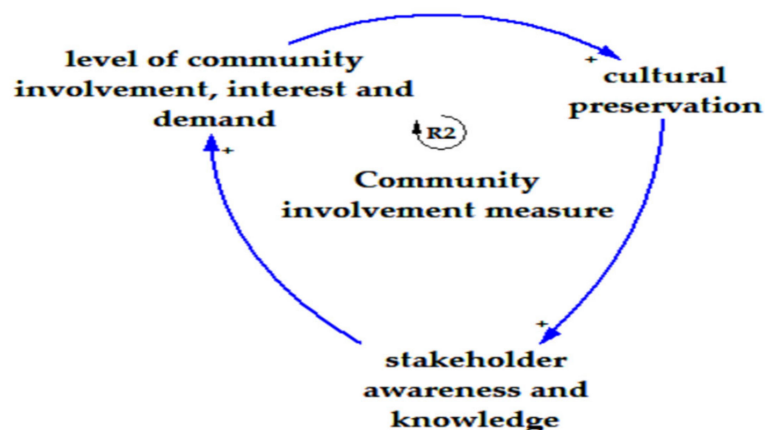 level of community
involvement, interest and
demand
+
cultural
preservation
+
R2
Community
involvement measure
+
stakeholder
awareness and
knowledge